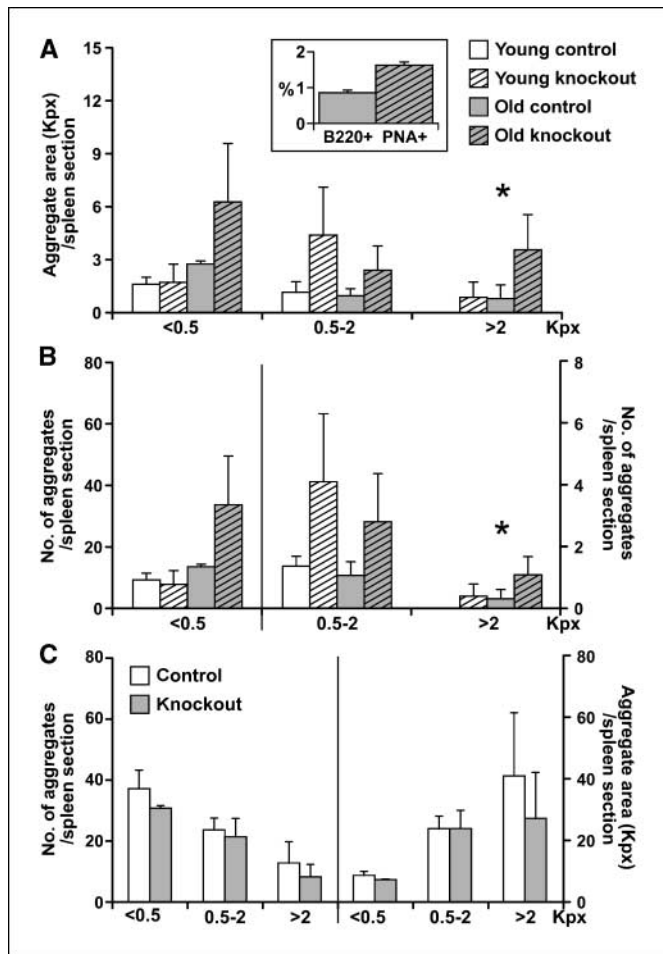 A
Aggregate area (Kpx)
/spleen section
15
12
9
6
3
0
%
2
1
0
B220+ PNA+
Young control
Young knockout
Old control
Old knockout
*
<0.5 0.5-2 >2 Kpx
B
No. of aggregates
/spleen section
80
60
40
20
0
*
8
6
4
2
0
No. of aggregates
/spleen section
<0.5 0.5-2 >2 Kpx
C
No. of aggregates
/spleen section
80
60
40
20
0
Control
Knockout
80
60
40
20
0
Aggregate area (Kpx)
/spleen section
<0.5 0.5-2 >2 <0.5 0.5-2 >2 Kpx